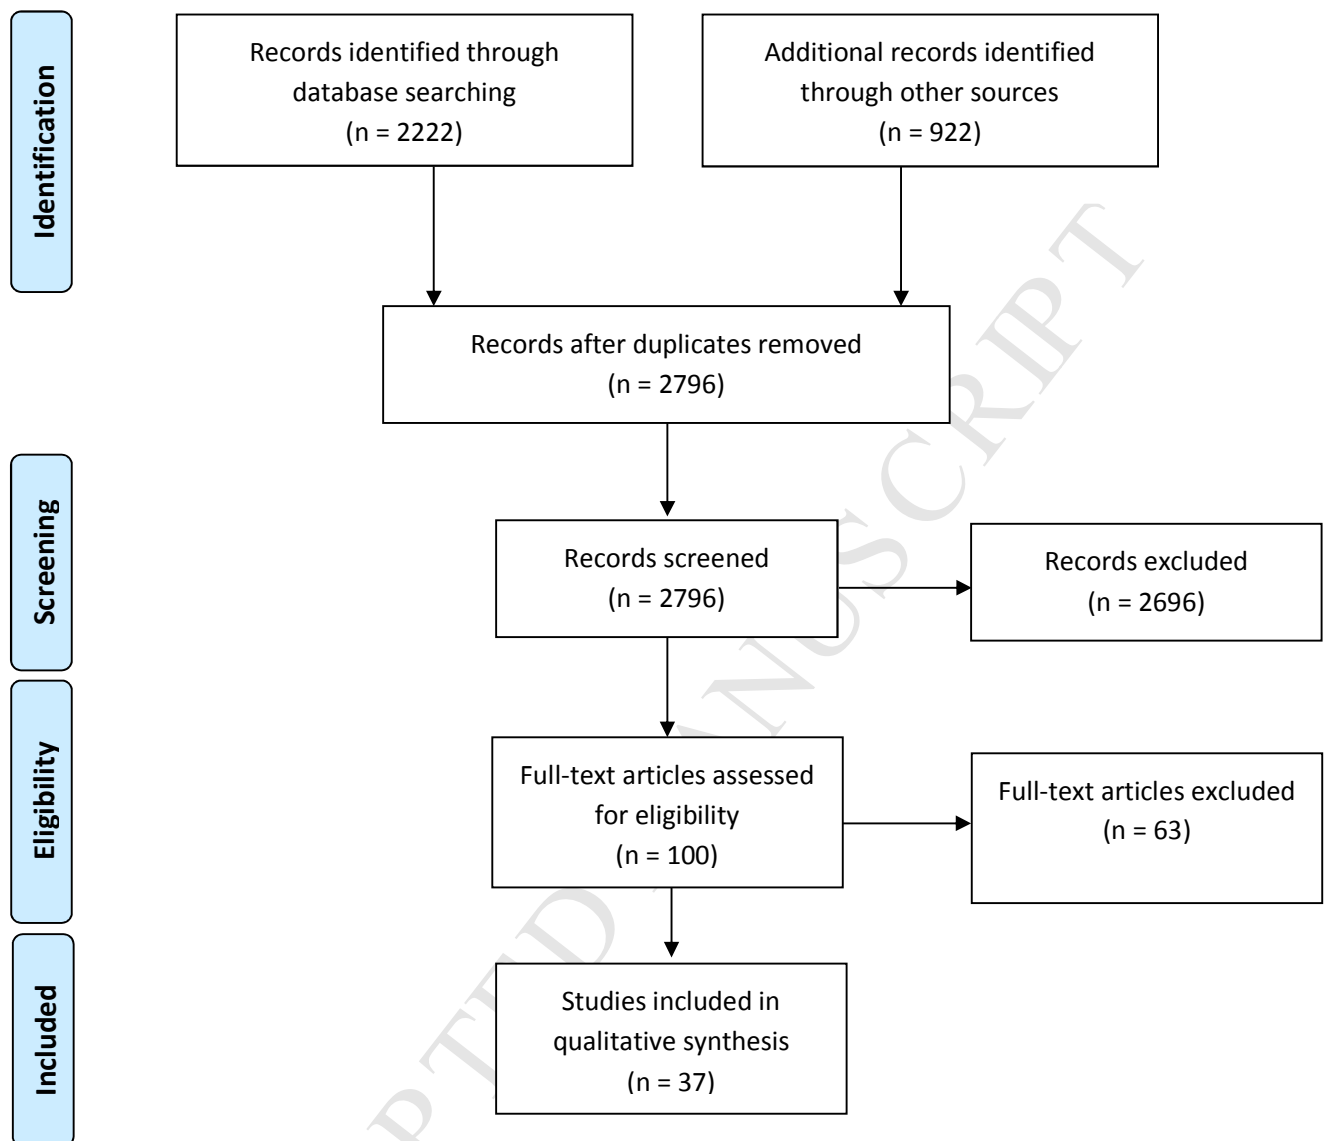 Identification
Records identified through
database searching
(n = 2222)
Additional records identified
through other sources
(n = 922)
Records after duplicates removed
(n = 2796)
Screening
Records screened
(n = 2796)
Records excluded
(n = 2696)
Eligibility
Full-text articles assessed
for eligibility
(n = 100)
Full-text articles excluded
(n = 63)
Included
Studies included in
qualitative synthesis
(n = 37)
PTED MANUSCRIPT